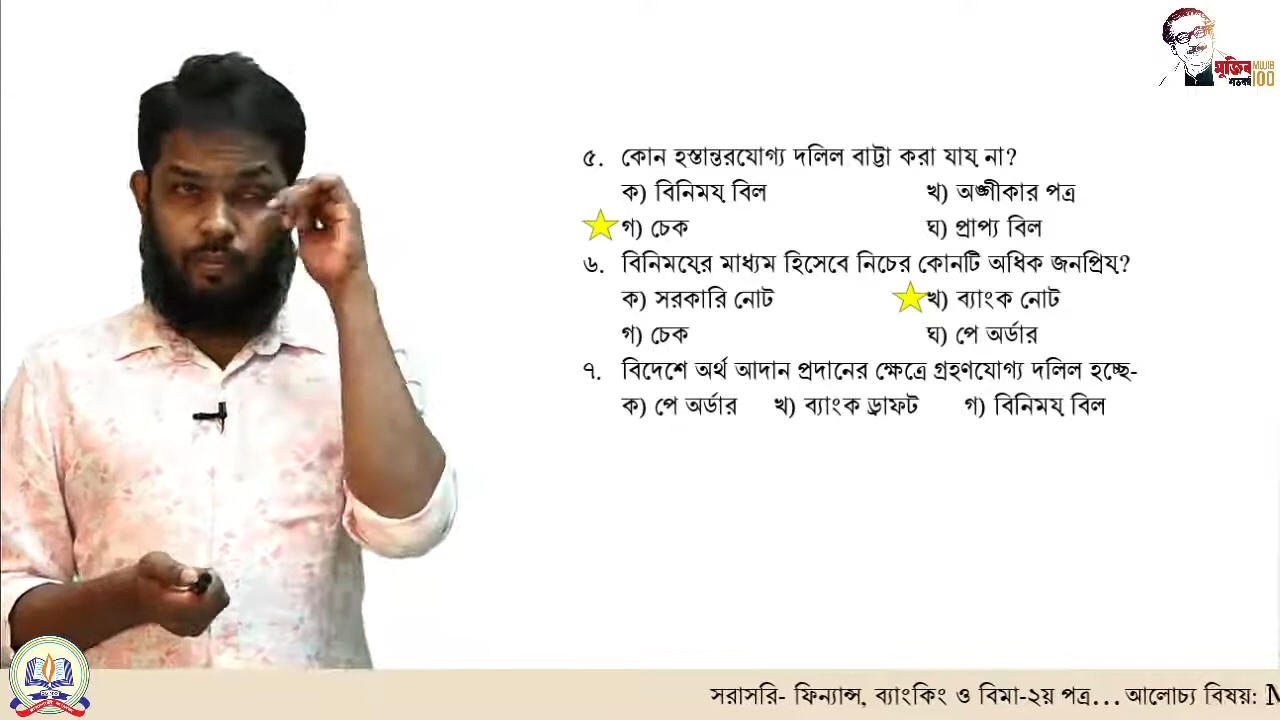 মুজিব MUJIB
শতবর্ষ 100
৫. কোন হস্তান্তরযোগ্য দলিল বাট্টা করা যায় না?
ক) বিনিময় বিল খ) অঙ্গীকার পত্র
গ) চেক ঘ) প্রাপ্য বিল
৬. বিনিময়ের মাধ্যম হিসেবে নিচের কোনটি অধিক জনপ্রিয়?
ক) সরকারি নোট খ) ব্যাংক নোট
গ) চেক ঘ) পে অর্ডার
৭. বিদেশে অর্থ আদান প্রদানের ক্ষেত্রে গ্রহণযোগ্য দলিল হচ্ছে-
ক) পে অর্ডার খ) ব্যাংক ড্রাফট গ) বিনিময় বিল
সরাসরি- ফিন্যান্স, ব্যাংকিং ও বিমা-২য় পত্র... আলোচ্য বিষয়: M